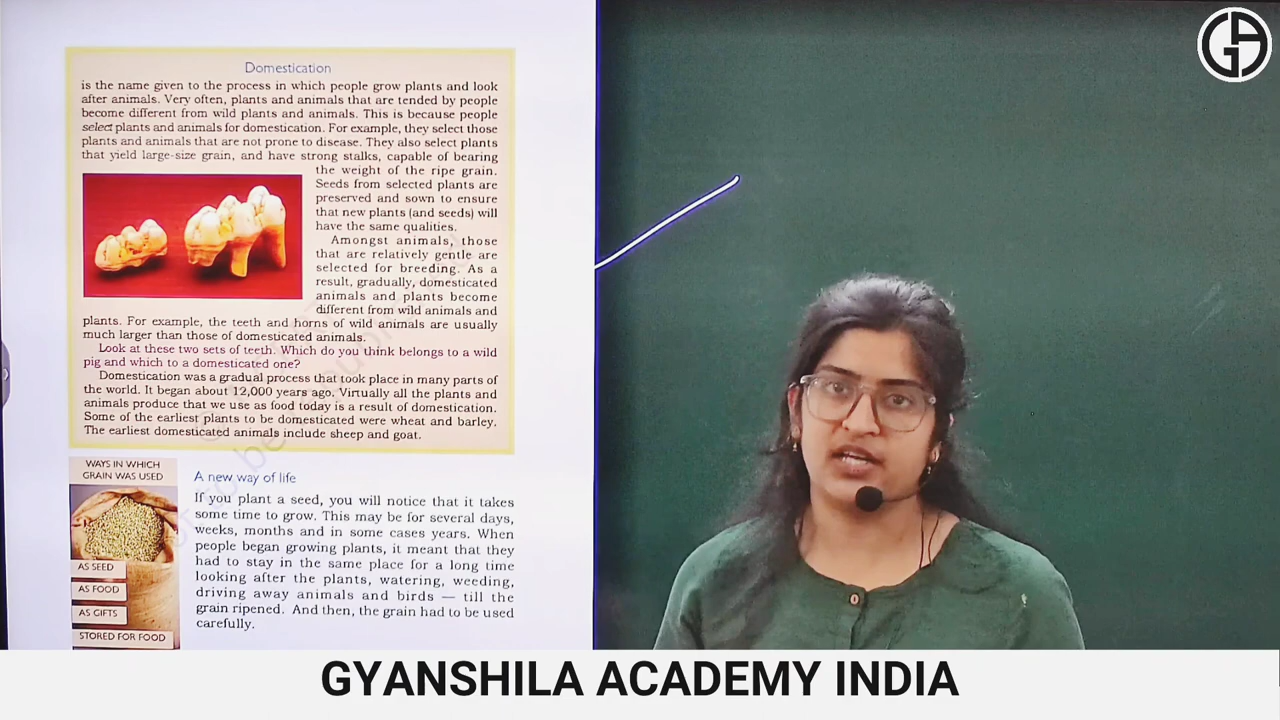 Domestication
is the name given to the process in which people grow plants and look
after animals. Very often, plants and animals that are tended by people
become different from wild plants and animals. This is because people
select plants and animals for domestication. For example, they select those
plants and animals that are not prone to disease. They also select plants
that yield large-size grain, and have strong stalks, capable of bearing
the weight of the ripe grain.
Seeds from selected plants are
preserved and sown to ensure
that new plants (and seeds) will
have the same qualities.
Amongst animals, those
that are relatively gentle are
selected for breeding. As a
result, gradually, domesticated
animals and plants become
different from wild animals and
plants. For example, the teeth and horns of wild animals are usually
much larger than those of domesticated animals.
Look at these two sets of teeth. Which do you think belongs to a wild
pig and which to a domesticated one?
Domestication was a gradual process that took place in many parts of
the world. It began about 12,000 years ago. Virtually all the plants and
animals produce that we use as food today is a result of domestication.
Some of the earliest plants to be domesticated were wheat and barley.
The earliest domesticated animals include sheep and goat.
WAYS IN WHICH
GRAIN WAS USED
AS SEED
AS FOOD
AS GIFTS
STORED FOR FOOD
A new way of life
If you plant a seed, you will notice that it takes
some time to grow. This may be for several days,
weeks, months and in some cases years. When
people began growing plants, it meant that they
had to stay in the same place for a long time
looking after the plants, watering, weeding,
driving away animals and birds — till the
grain ripened. And then, the grain had to be used
carefully.
GYANSHILA ACADEMY INDIA